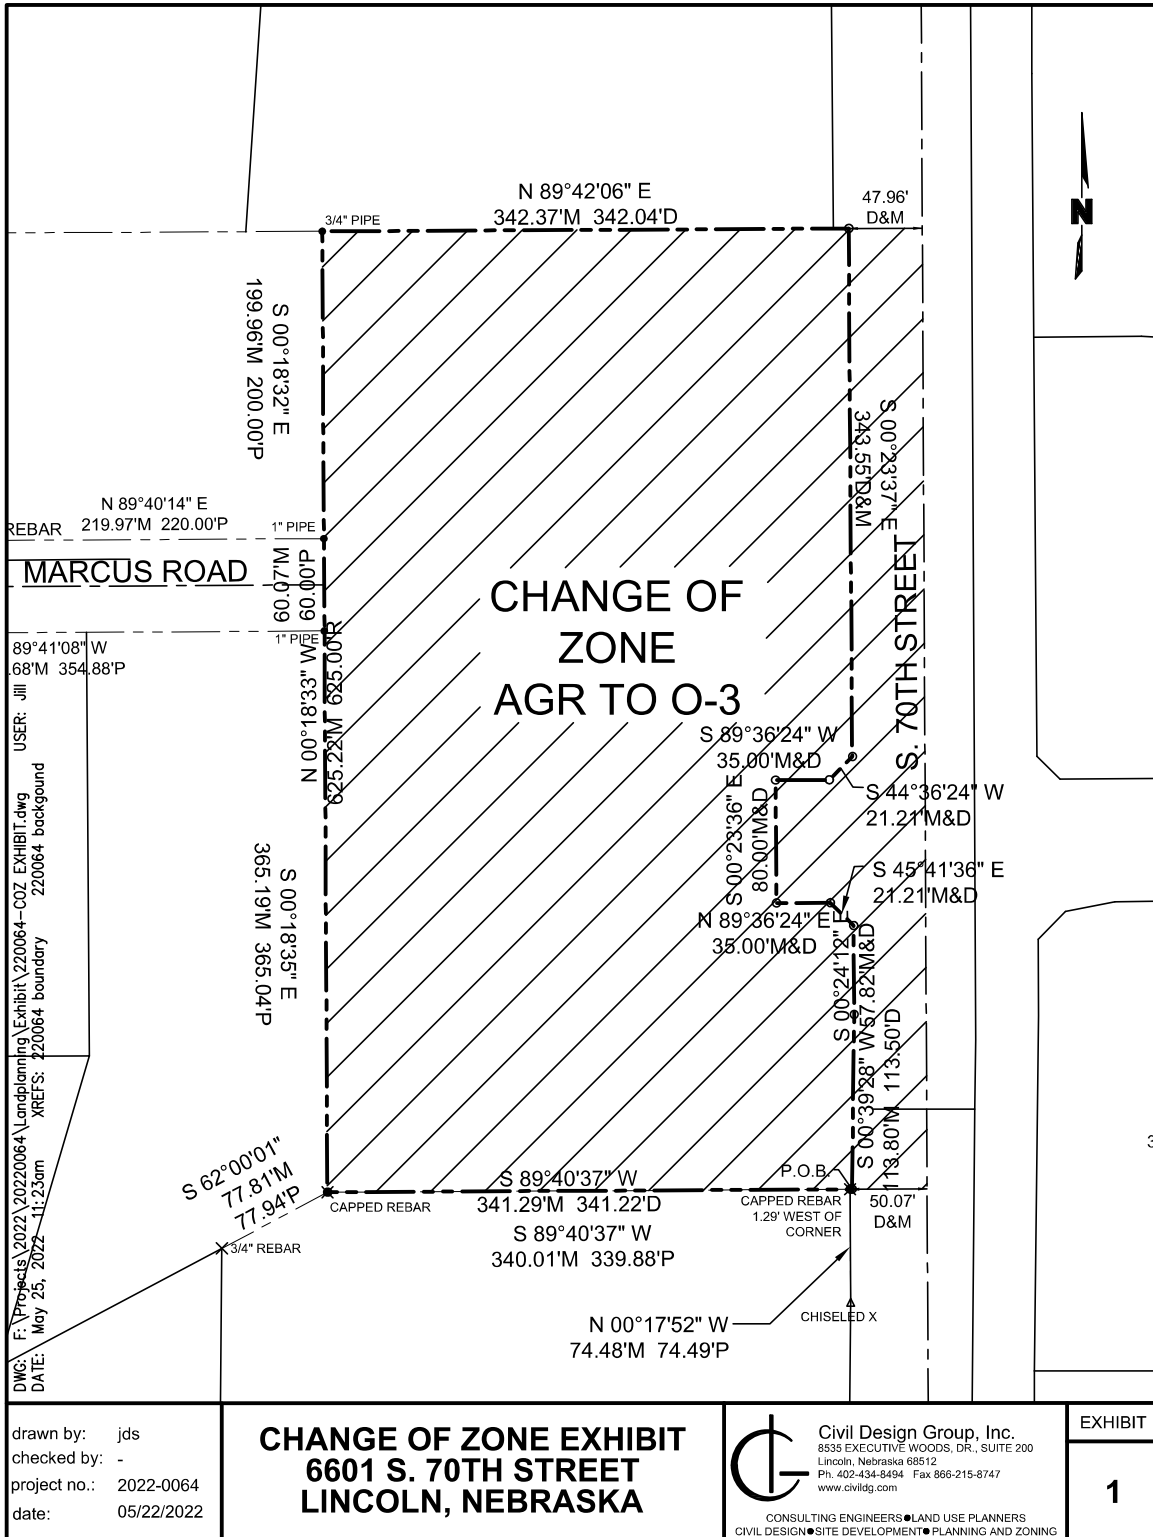 N 89°42'06" E
342.37'M 342.04'D
47.96'
D&M
3/4" PIPE
N
S 00°18'32" E
199.96'M 200.00'P
S 00°23'37" E
343.55'D&M
N 89°40'14" E
219.97'M 220.00'P
REBAR
1" PIPE
MARCUS ROAD
60.07'M
60.00'P
1" PIPE
89°41'08" W
.68'M 354.88'P
CHANGE OF
ZONE
AGR TO O-3
S. 70TH STREET
N 00°18'33" W
625.22'M 625.00'R
S 89°36'24" W
35.00'M&D
S 44°36'24" W
21.21'M&D
S 00°23'36" E
80.00'M&D
S 45°41'36" E
21.21'M&D
N 89°36'24" E
35.00'M&D
S 00°24'12" E
57.82'M&D
S 00°18'35" E
365.19'M 365.04'P
S 00°39'28" W
113.80'M 113.50'D
S 62°00'01"
77.81'M
77.94'P
P.O.B.
S 89°40'37" W
341.29'M 341.22'D
CAPPED REBAR
CAPPED REBAR
1.29' WEST OF
CORNER
50.07'
D&M
S 89°40'37" W
340.01'M 339.88'P
3/4" REBAR
CHISELED X
N 00°17'52" W
74.48'M 74.49'P
3
DWG: F:\Projects\2022\20220064\Landplanning\Exhibit\220064-COZ EXHIBIT.dwg USER: Jill
DATE: May 25, 2022 11:23am XREFS: 220064 boundary 220064 backgound
drawn by: jds
checked by: -
project no.: 2022-0064
date: 05/22/2022
CHANGE OF ZONE EXHIBIT
6601 S. 70TH STREET
LINCOLN, NEBRASKA
Civil Design Group, Inc.
8535 EXECUTIVE WOODS, DR., SUITE 200
Lincoln, Nebraska 68512
Ph. 402-434-8494 Fax 866-215-8747
www.civildg.com
CONSULTING ENGINEERS●LAND USE PLANNERS
CIVIL DESIGN●SITE DEVELOPMENT●PLANNING AND ZONING
EXHIBIT
1